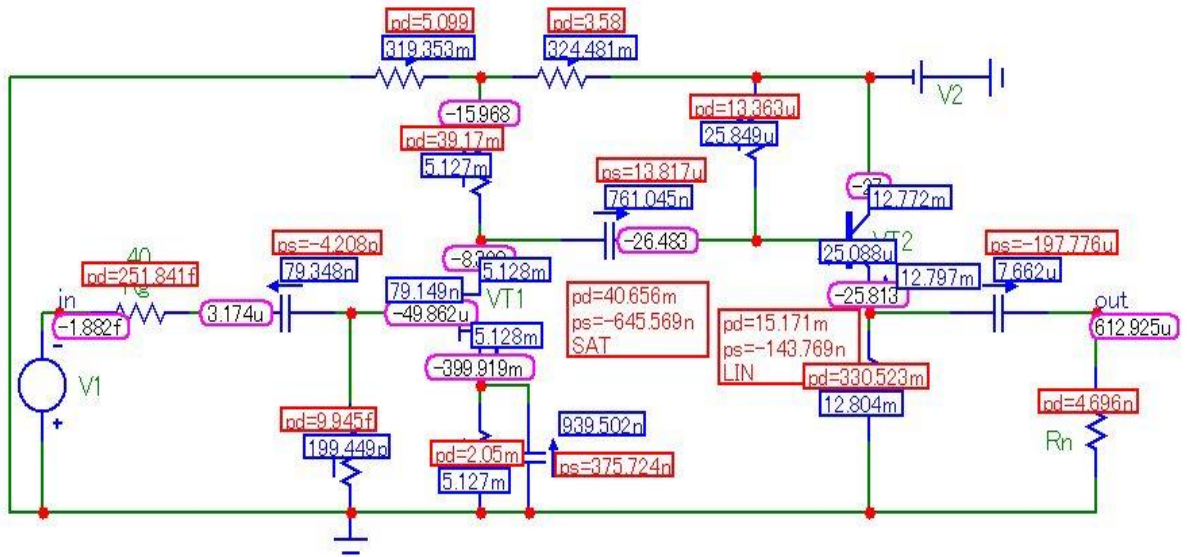 pd=5.099
pd=3.58
319.353m
324.481m
V2
-15.968
pd=13.363u
25.849u
pd=39.17m
5.127m
ps=13.817u
761.045n
12.772m
-26.483
VT2
40
ps=-4.208n
ps=-197.776u
pd=251.841f
79.348n
5.128m
25.088u
7.662u
in
79.149n
VT1
12.797m
3.174u
-25.813
out
-1.882f
-49.862u
pd=40.656m
ps=-645.569n
SAT
612.925u
5.128m
pd=15.171m
ps=-143.769n
LIN
V1
-399.919m
pd=330.523m
12.804m
pd=9.945f
939.502n
pd=4.696n
199.449p
pd=2.05m
Rn
ps=375.724n
5.127m